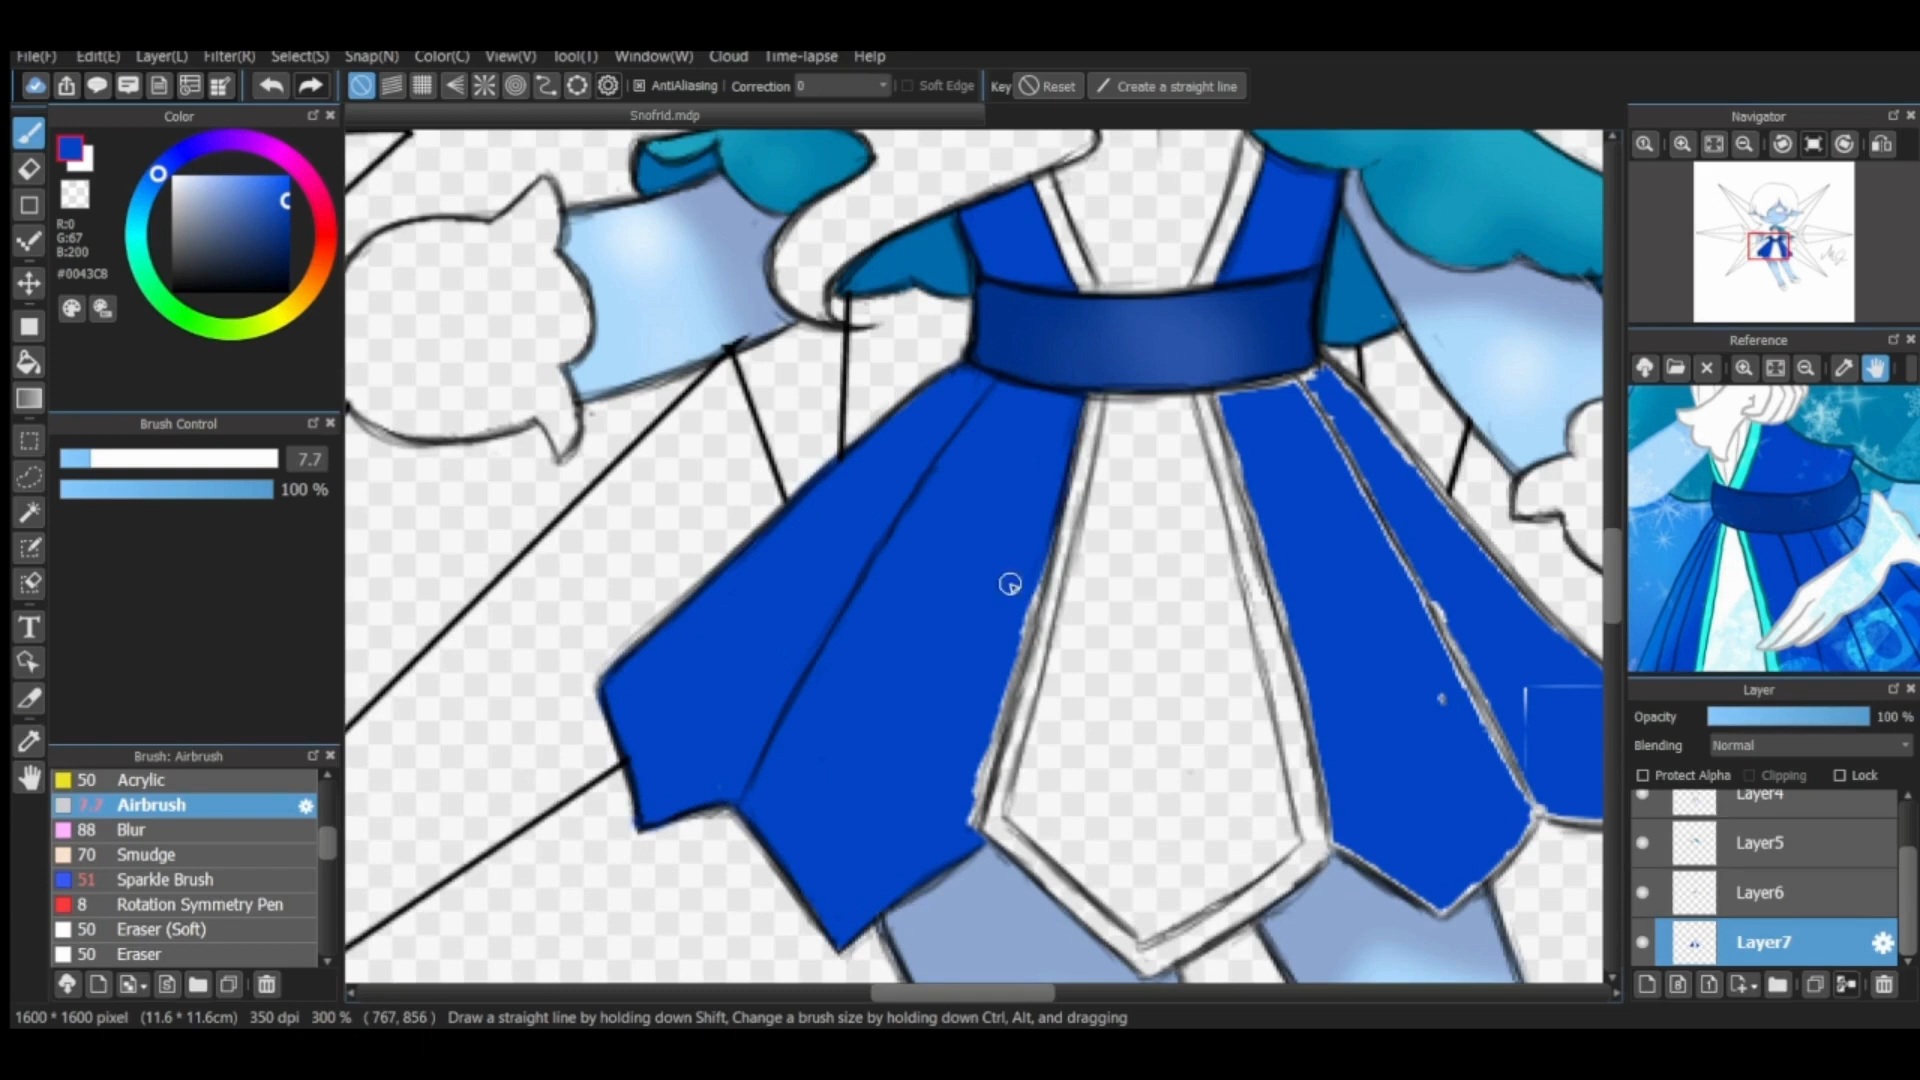 File(F) Edit(E) Layer(L) Filter(R) Select(S) Snap(N) Color(C) View(V) Tool(T) Window(W) Cloud Time-lapse Help
AntiAliasing Correction 0 Soft Edge Key Reset Create a straight line
Color
Snofrid.mdp
Navigator
R:0
G:67
B:200
#0043C8
Reference
Brush Control
7.7
100 %
Layer
Opacity 100 %
Blending Normal
Protect Alpha Clipping Lock
Layer4
Layer5
Layer6
Layer7
Brush: Airbrush
50 Acrylic
7.7 Airbrush
88 Blur
70 Smudge
51 Sparkle Brush
8 Rotation Symmetry Pen
50 Eraser (Soft)
50 Eraser
1600 * 1600 pixel (11.6 * 11.6cm) 350 dpi 300 % ( 767, 856 ) Draw a straight line by holding down Shift, Change a brush size by holding down Ctrl, Alt, and dragging